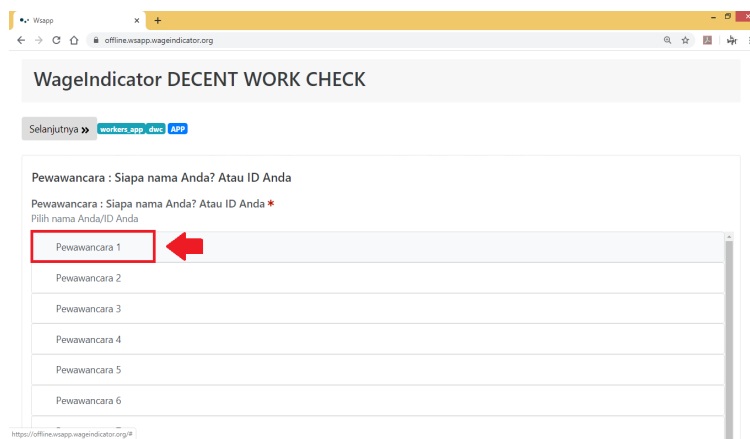 Wsapp
offline.wsapp.wageindicator.org
WageIndicator DECENT WORK CHECK
Selanjutnya »
workers_app dwc APP
Pewawancara : Siapa nama Anda? Atau ID Anda
Pewawancara : Siapa nama Anda? Atau ID Anda *
Pilih nama Anda/ID Anda
Pewawancara 1
Pewawancara 2
Pewawancara 3
Pewawancara 4
Pewawancara 5
Pewawancara 6
https://offline.wsapp.wageindicator.org/#